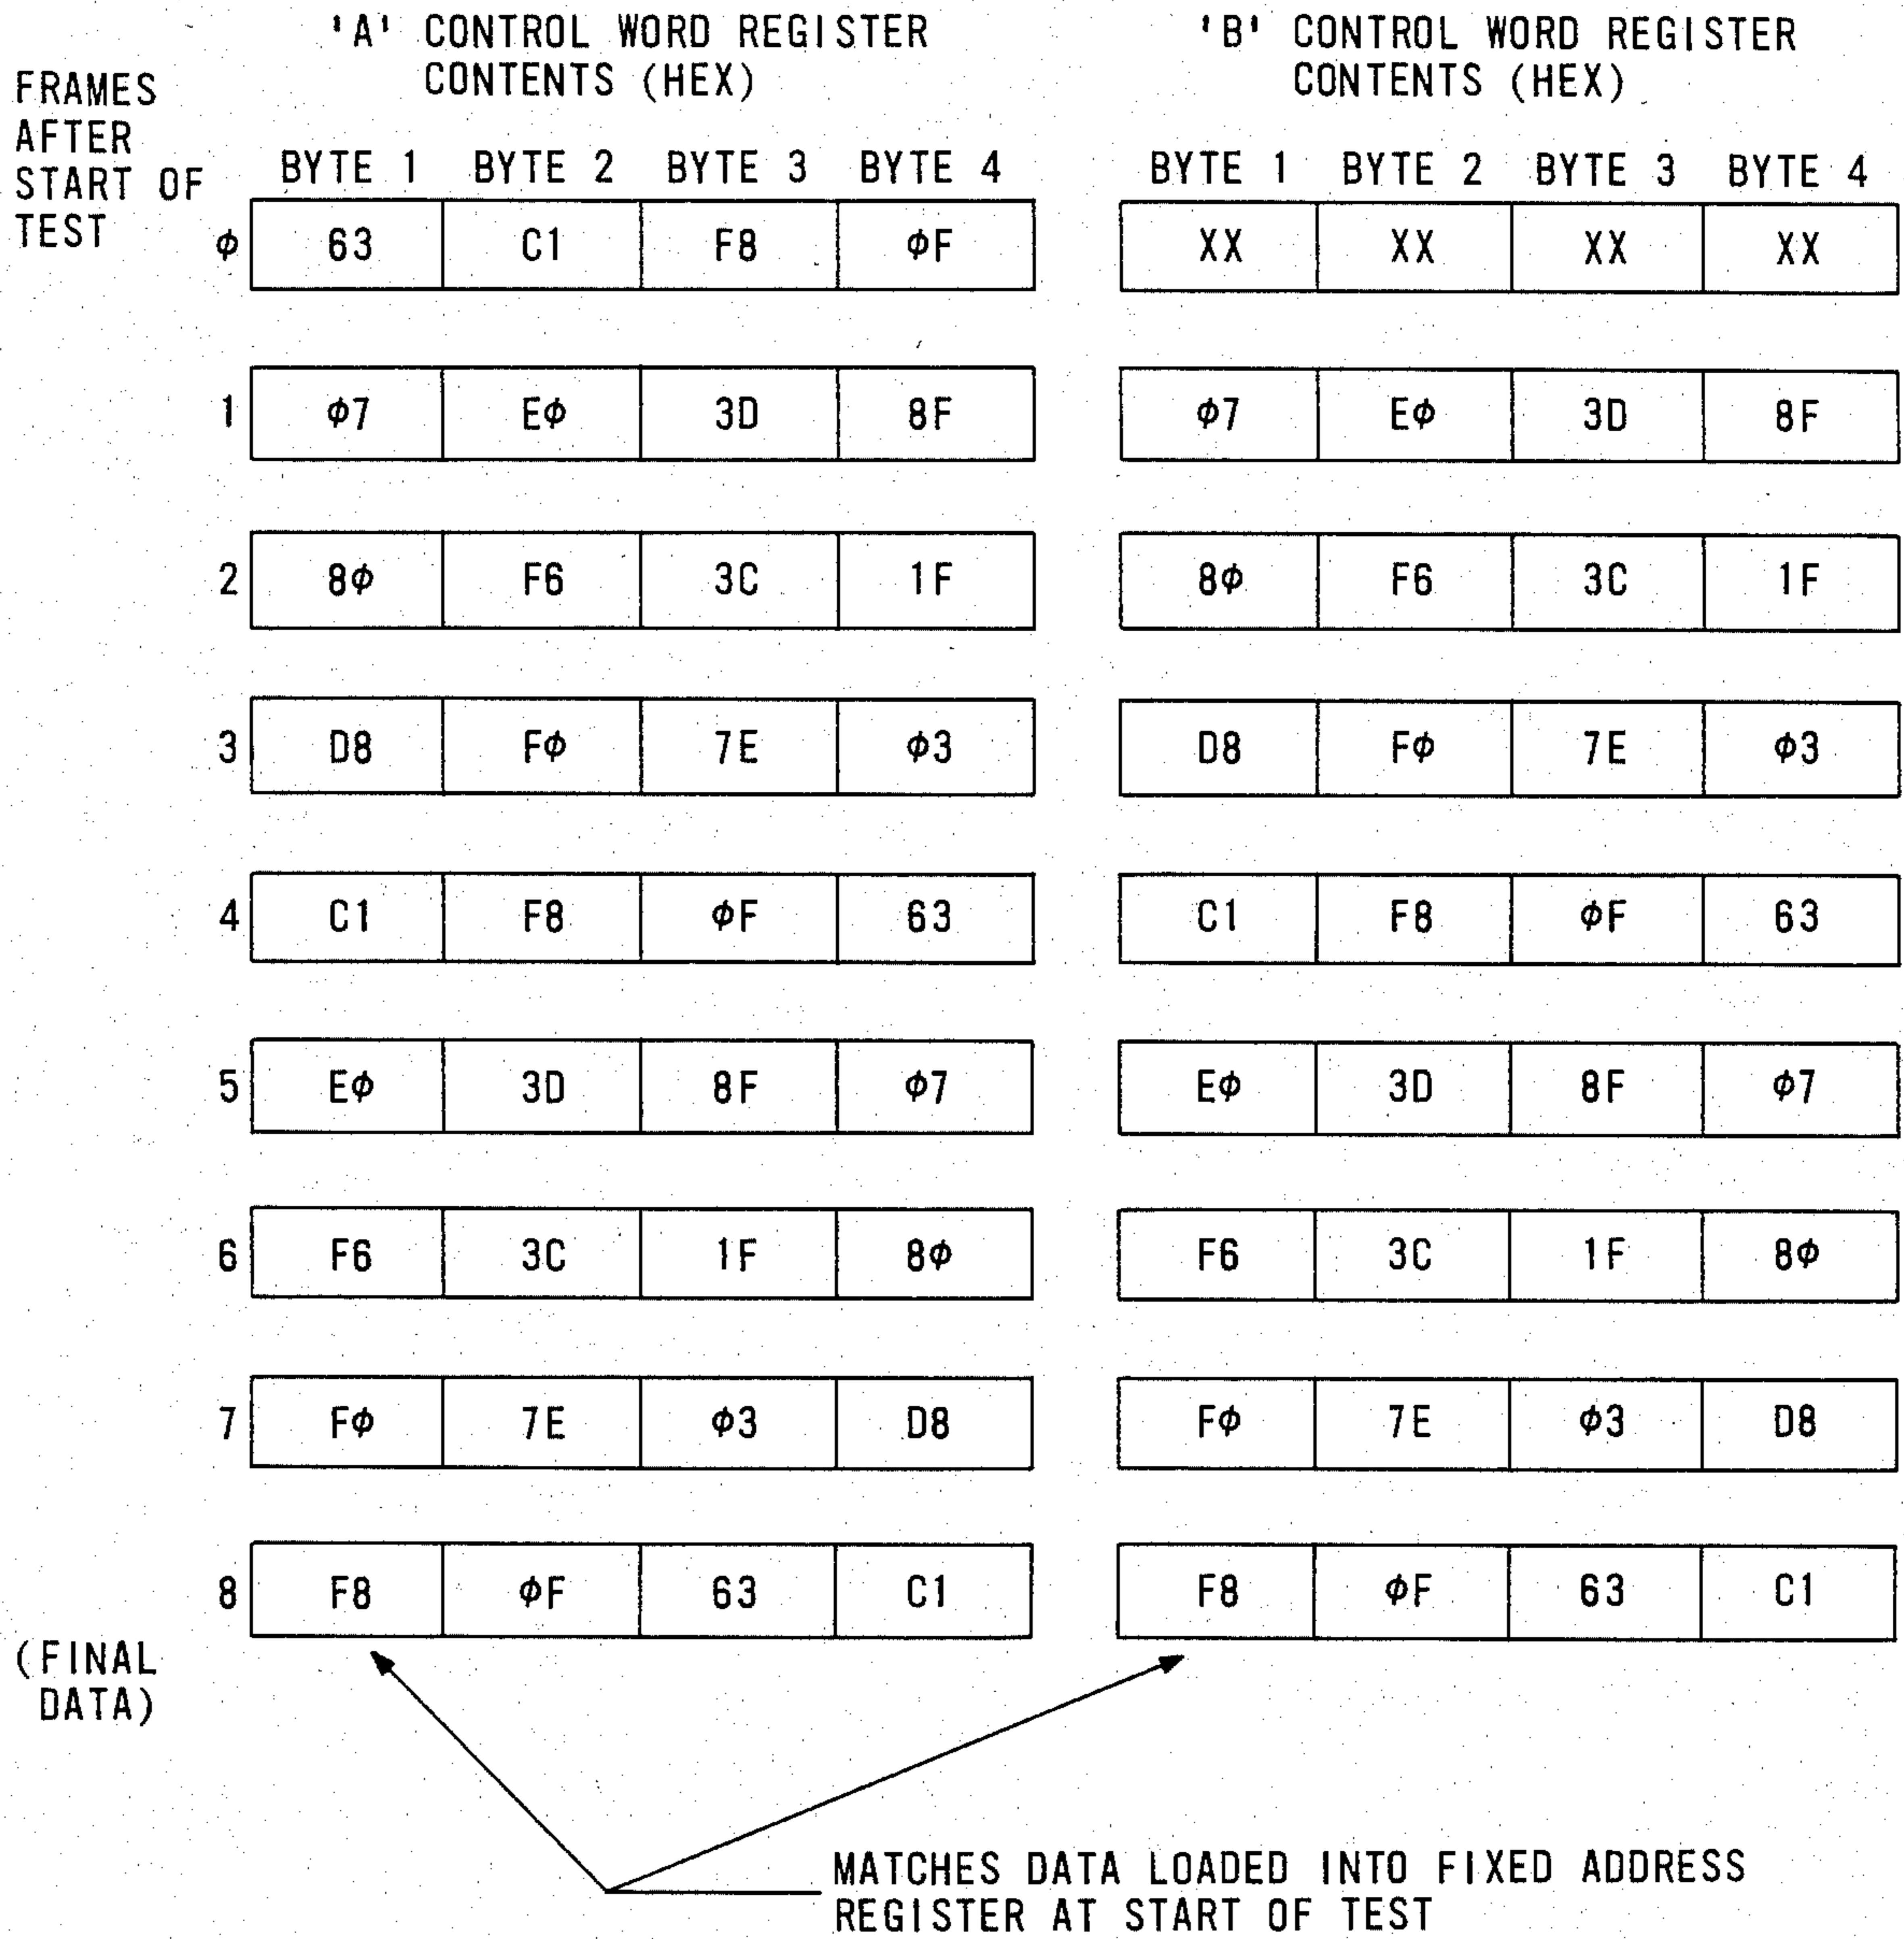 'A' CONTROL WORD REGISTER
CONTENTS (HEX)
'B' CONTROL WORD REGISTER
CONTENTS (HEX)
FRAMES
AFTER
START OF
TEST
BYTE 1 BYTE 2 BYTE 3 BYTE 4 BYTE 1 BYTE 2 BYTE 3 BYTE 4
φ 63 C1 F8 φF XX XX XX XX
1 φ7 Eφ 3D 8F φ7 Eφ 3D 8F
2 8φ F6 3C 1F 8φ F6 3C 1F
3 D8 Fφ 7E φ3 D8 Fφ 7E φ3
4 C1 F8 φF 63 C1 F8 φF 63
5 Eφ 3D 8F φ7 Eφ 3D 8F φ7
6 F6 3C 1F 8φ F6 3C 1F 8φ
7 Fφ 7E φ3 D8 Fφ 7E φ3 D8
8 F8 φF 63 C1 F8 φF 63 C1
(FINAL
DATA)
MATCHES DATA LOADED INTO FIXED ADDRESS
REGISTER AT START OF TEST